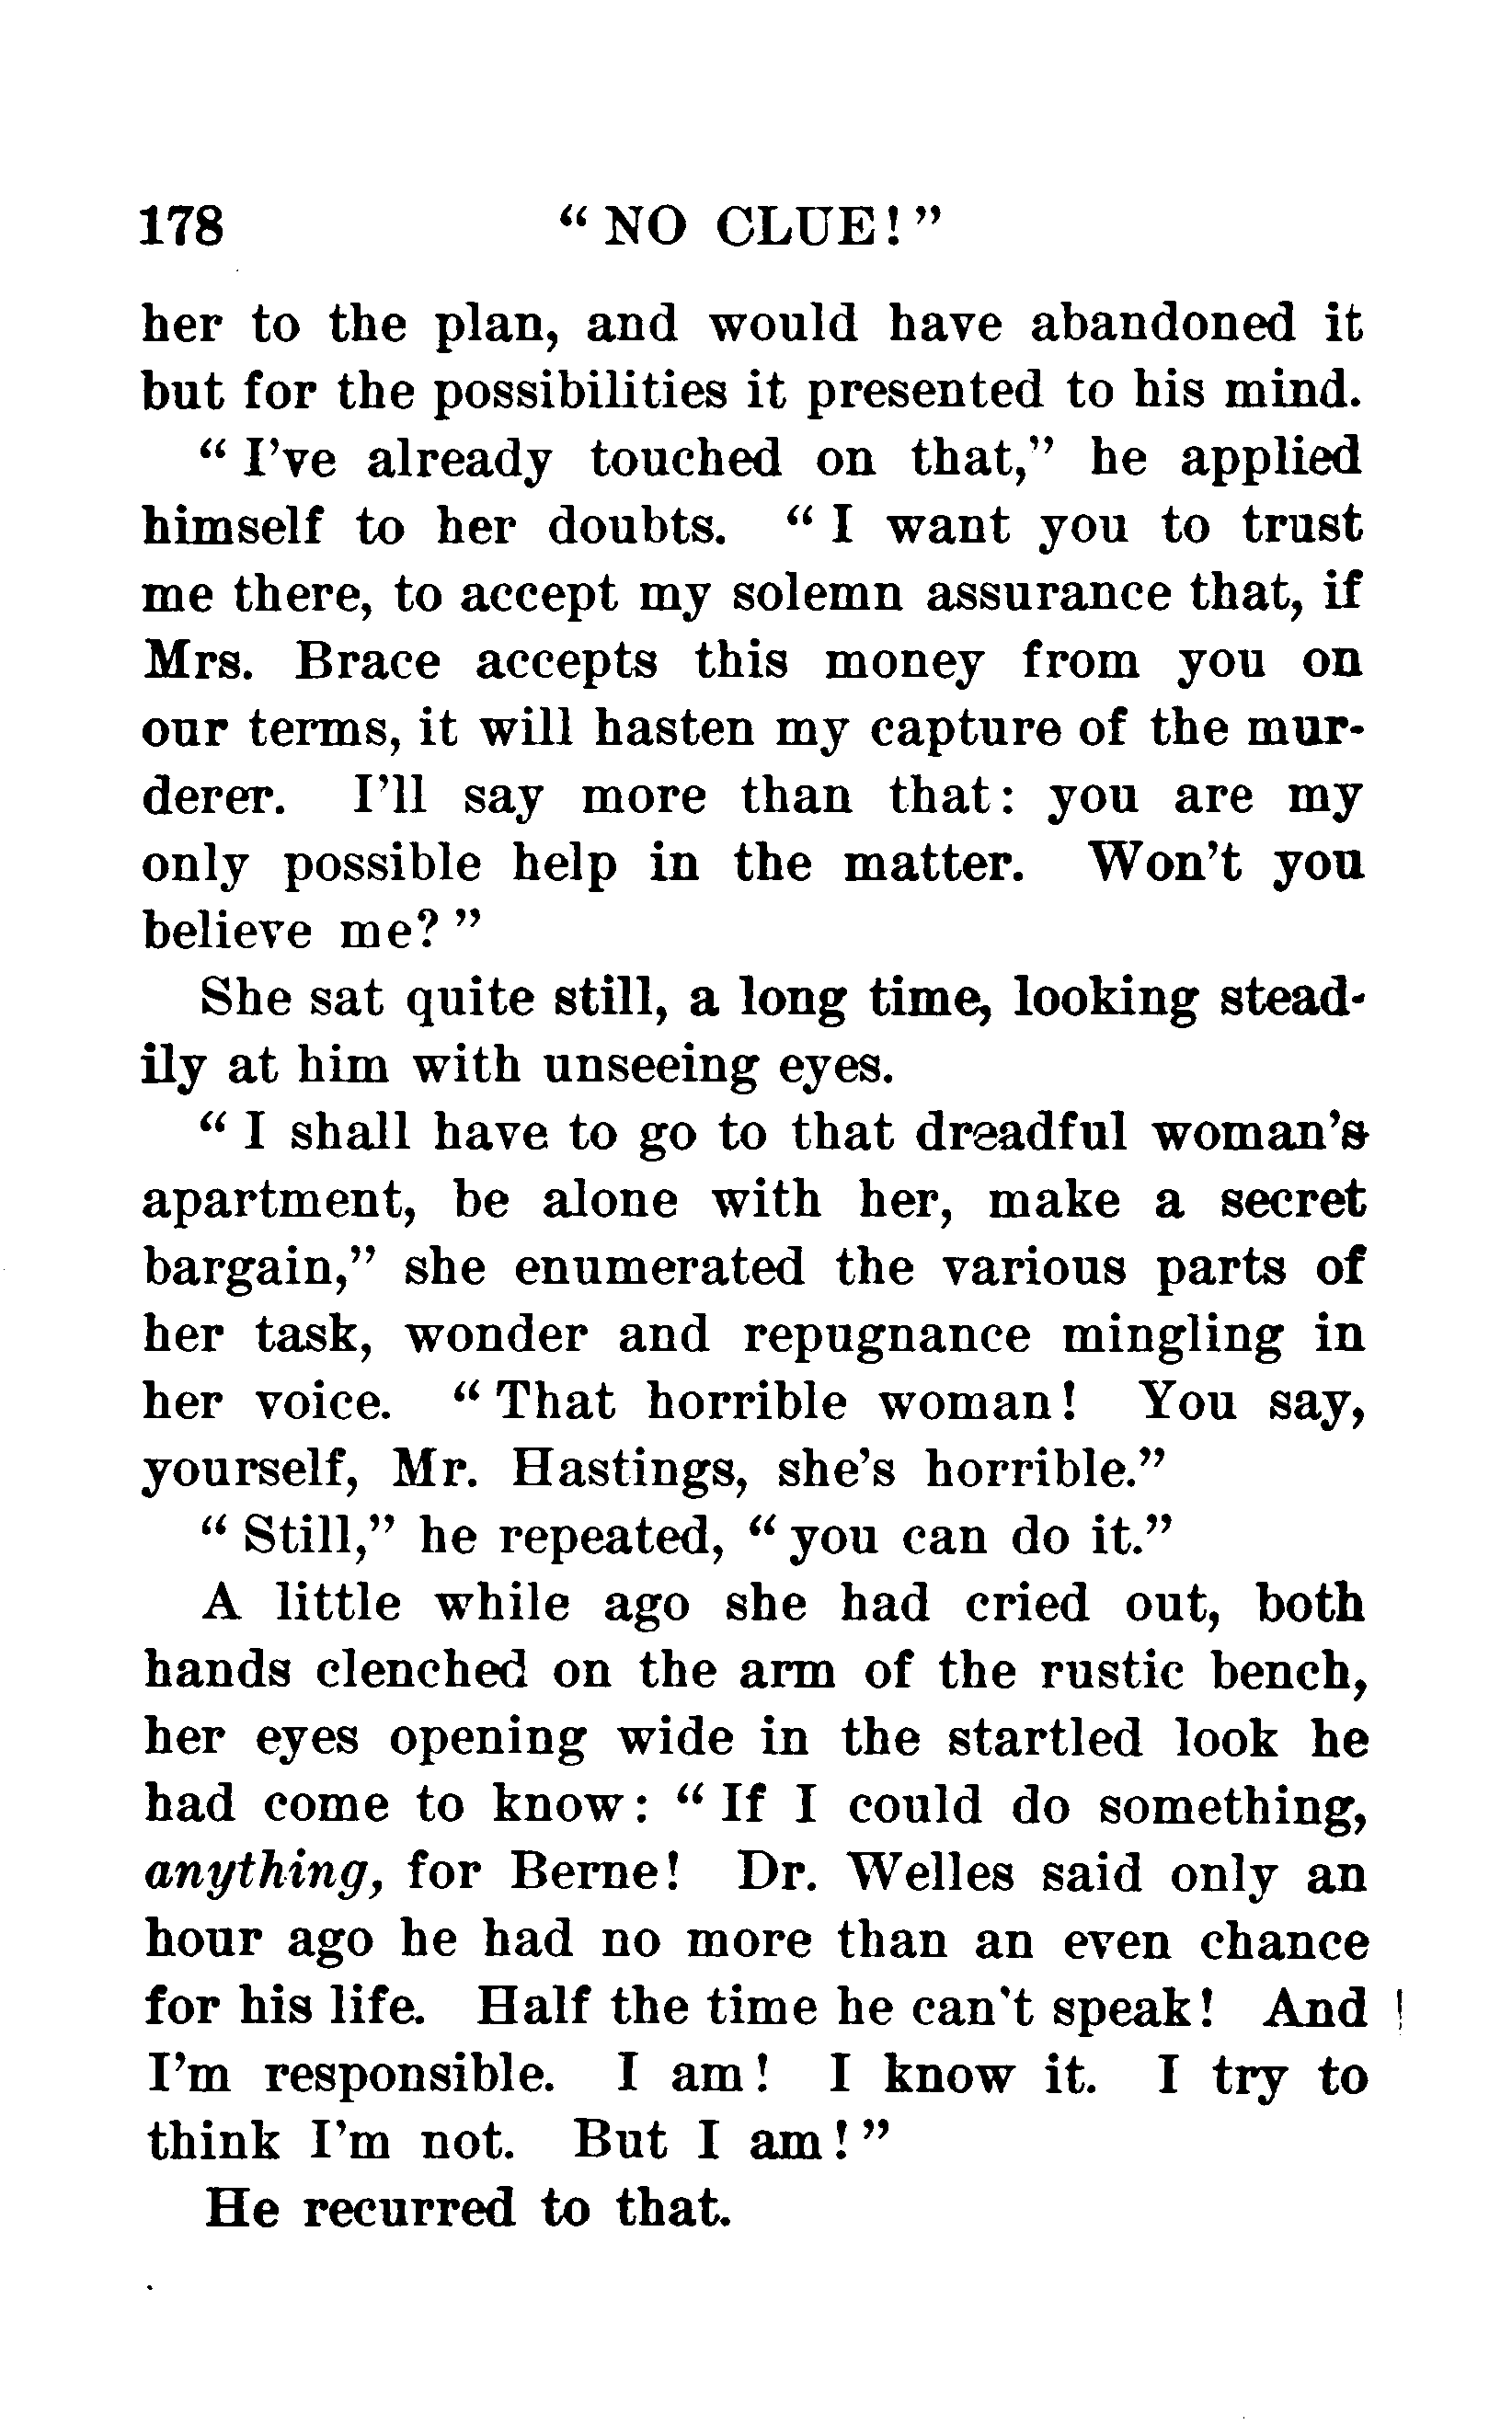 178 " NO CLUE! "
her to the plan, and would have abandoned it
but for the possibilities it presented to his mind.
" I've already touched on that," he applied
himself to her doubts. " I want you to trust
me there, to accept my solemn assurance that, if
Mrs. Brace accepts this money from you on
our terms, it will hasten my capture of the mur-
derer. I'll say more than that: you are my
only possible help in the matter. Won't you
believe me? "
She sat quite still, a long time, looking stead-
ily at him with unseeing eyes.
" I shall have to go to that dreadful woman's
apartment, be alone with her, make a secret
bargain," she enumerated the various parts of
her task, wonder and repugnance mingling in
her voice. " That horrible woman! You say,
yourself, Mr. Hastings, she's horrible."
" Still," he repeated, " you can do it."
A little while ago she had cried out, both
hands clenched on the arm of the rustic bench,
her eyes opening wide in the startled look he
had come to know: " If I could do something,
anything, for Berne! Dr. Welles said only an
hour ago he had no more than an even chance
for his life. Half the time he can't speak! And
I'm responsible. I am! I know it. I try to
think I'm not. But I am! "
He recurred to that.